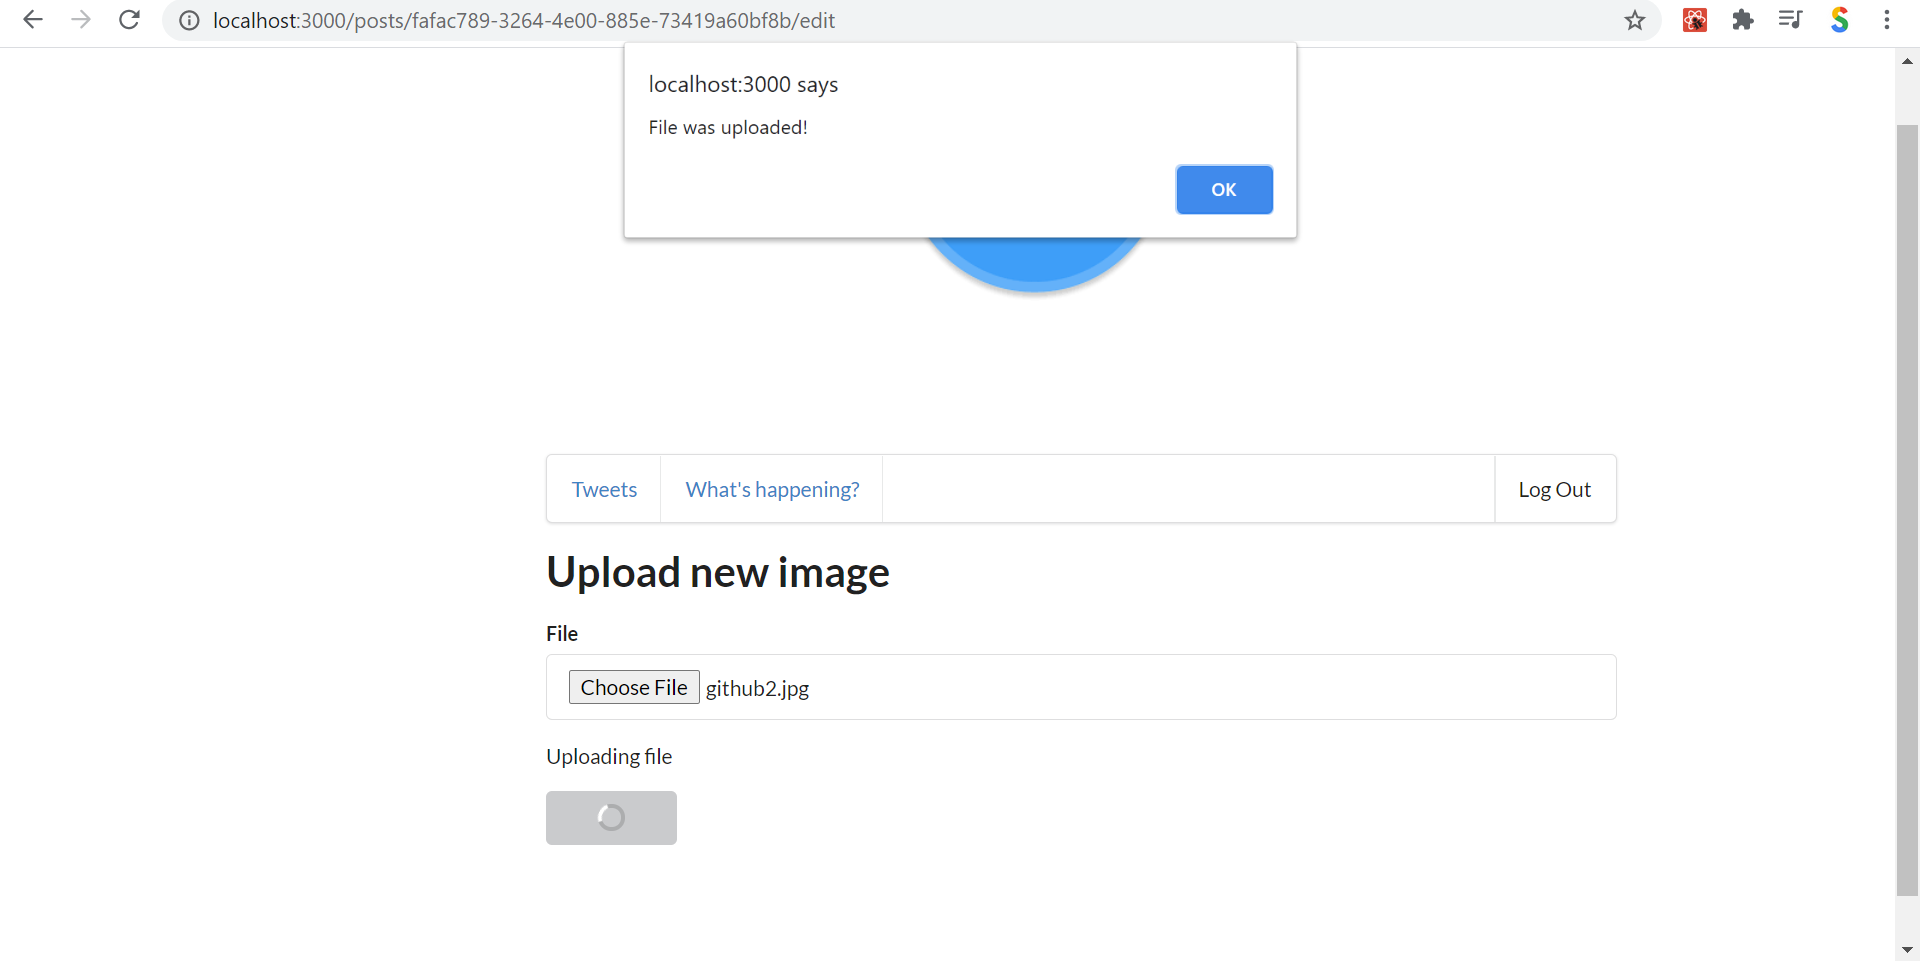 localhost:3000/posts/fafac789-3264-4e00-885e-73419a60bf8b/edit
localhost:3000 says
File was uploaded!
OK
Tweets What's happening? Log Out
Upload new image
File
Choose File github2.jpg
Uploading file